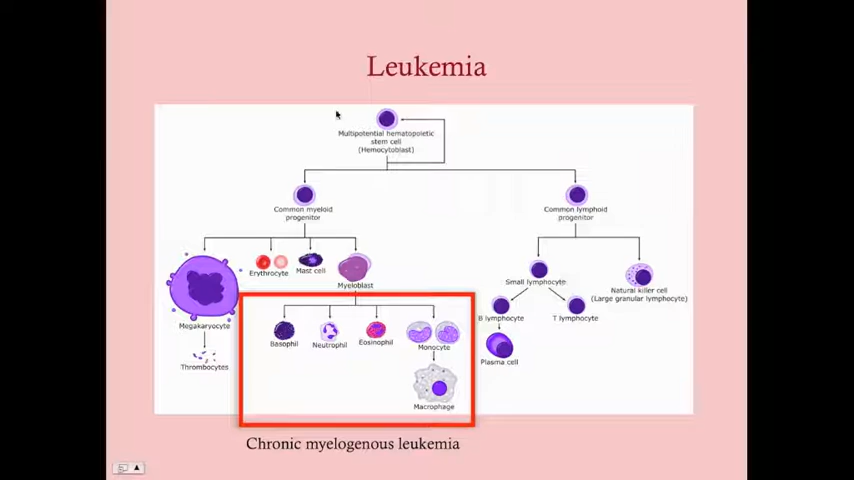 Leukemia
Multipotential hematopoietic
stem cell
(Hemocytoblast)
Common myeloid
progenitor
Common lymphoid
progenitor
Erythrocyte
Mast cell
Myeloblast
Small lymphocyte
Natural killer cell
(Large granular lymphocyte)
Megakaryocyte
B lymphocyte
T lymphocyte
Basophil
Neutrophil
Eosinophil
Monocyte
Plasma cell
Thrombocytes
Macrophage
Chronic myelogenous leukemia